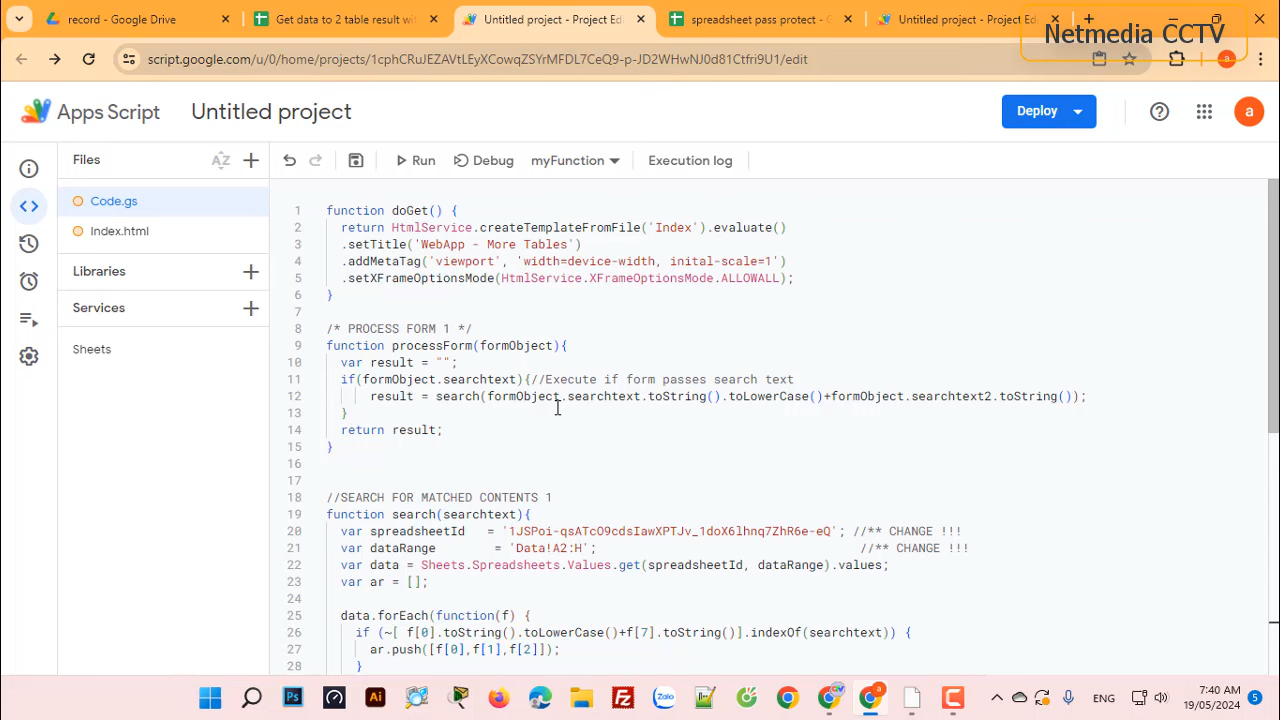 record - Google Drive
Get data to 2 table result wit
Untitled project - Project Edi
spreadsheet pass protect - G
Untitled project - Project Edi
Netmedia CCTV
script.google.com/u/0/home/projects/1cphCRuJEZAVtLEyXCowqZSYrMFDL7CeQ9-p-JD2WHwNJ0d81Ctfri9U1/edit
a
Apps Script
Untitled project
Deploy
a
Files
AZ
Run
Debug
myFunction
Execution log
Code.gs
Index.html
Libraries
Services
Sheets
1 function doGet() {
2 return HtmlService.createTemplateFromFile('Index').evaluate()
3 .setTitle('WebApp - More Tables')
4 .addMetaTag('viewport', 'width=device-width, inital-scale=1')
5 .setXFrameOptionsMode(HtmlService.XFrameOptionsMode.ALLOWALL);
6 }
7
8 /* PROCESS FORM 1 */
9 function processForm(formObject){
10 var result = "";
11 if(formObject.searchtext){//Execute if form passes search text
12 result = search(formObject.searchtext.toString().toLowerCase()+formObject.searchtext2.toString());
13 }
14 return result;
15 }
16
17
18 //SEARCH FOR MATCHED CONTENTS 1
19 function search(searchtext){
20 var spreadsheetId = '1JSPoi-qsATcO9cdsIawXPTJv_1doX6lhnq7ZhR6e-eQ'; //** CHANGE !!!
21 var dataRange = 'Data!A2:H'; //** CHANGE !!!
22 var data = Sheets.Spreadsheets.Values.get(spreadsheetId, dataRange).values;
23 var ar = [];
24
25 data.forEach(function(f) {
26 if (~[ f[0].toString().toLowerCase()+f[7].toString()].indexOf(searchtext)) {
27 ar.push([f[0],f[1],f[2]]);
28 }
Ps
Ai
Zalo
a
ENG
7:40 AM
19/05/2024
5